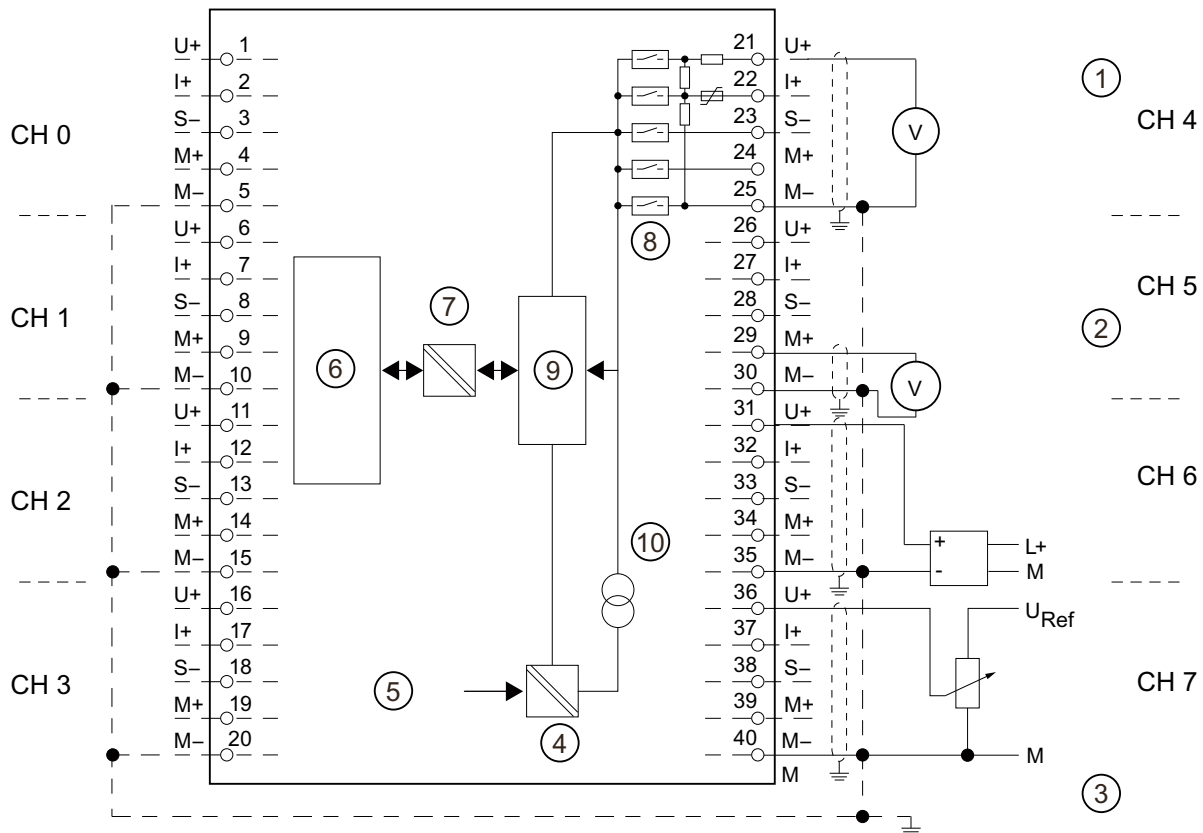 CH 0
U+ 1
I+ 2
S– 3
M+ 4
M– 5
CH 1
U+ 6
I+ 7
S– 8
M+ 9
M– 10
CH 2
U+ 11
I+ 12
S– 13
M+ 14
M– 15
CH 3
U+ 16
I+ 17
S– 18
M+ 19
M– 20
6
7
9
8
10
5
4
21 U+
22 I+
23 S–
24 M+
25 M–
V
1
CH 4
26 U+
27 I+
28 S–
29 M+
30 M–
V
CH 5
2
31 U+
32 I+
33 S–
34 M+
35 M–
CH 6
+
-
L+
M
36 U+
37 I+
38 S–
39 M+
40 M–
M
URef
CH 7
M
3